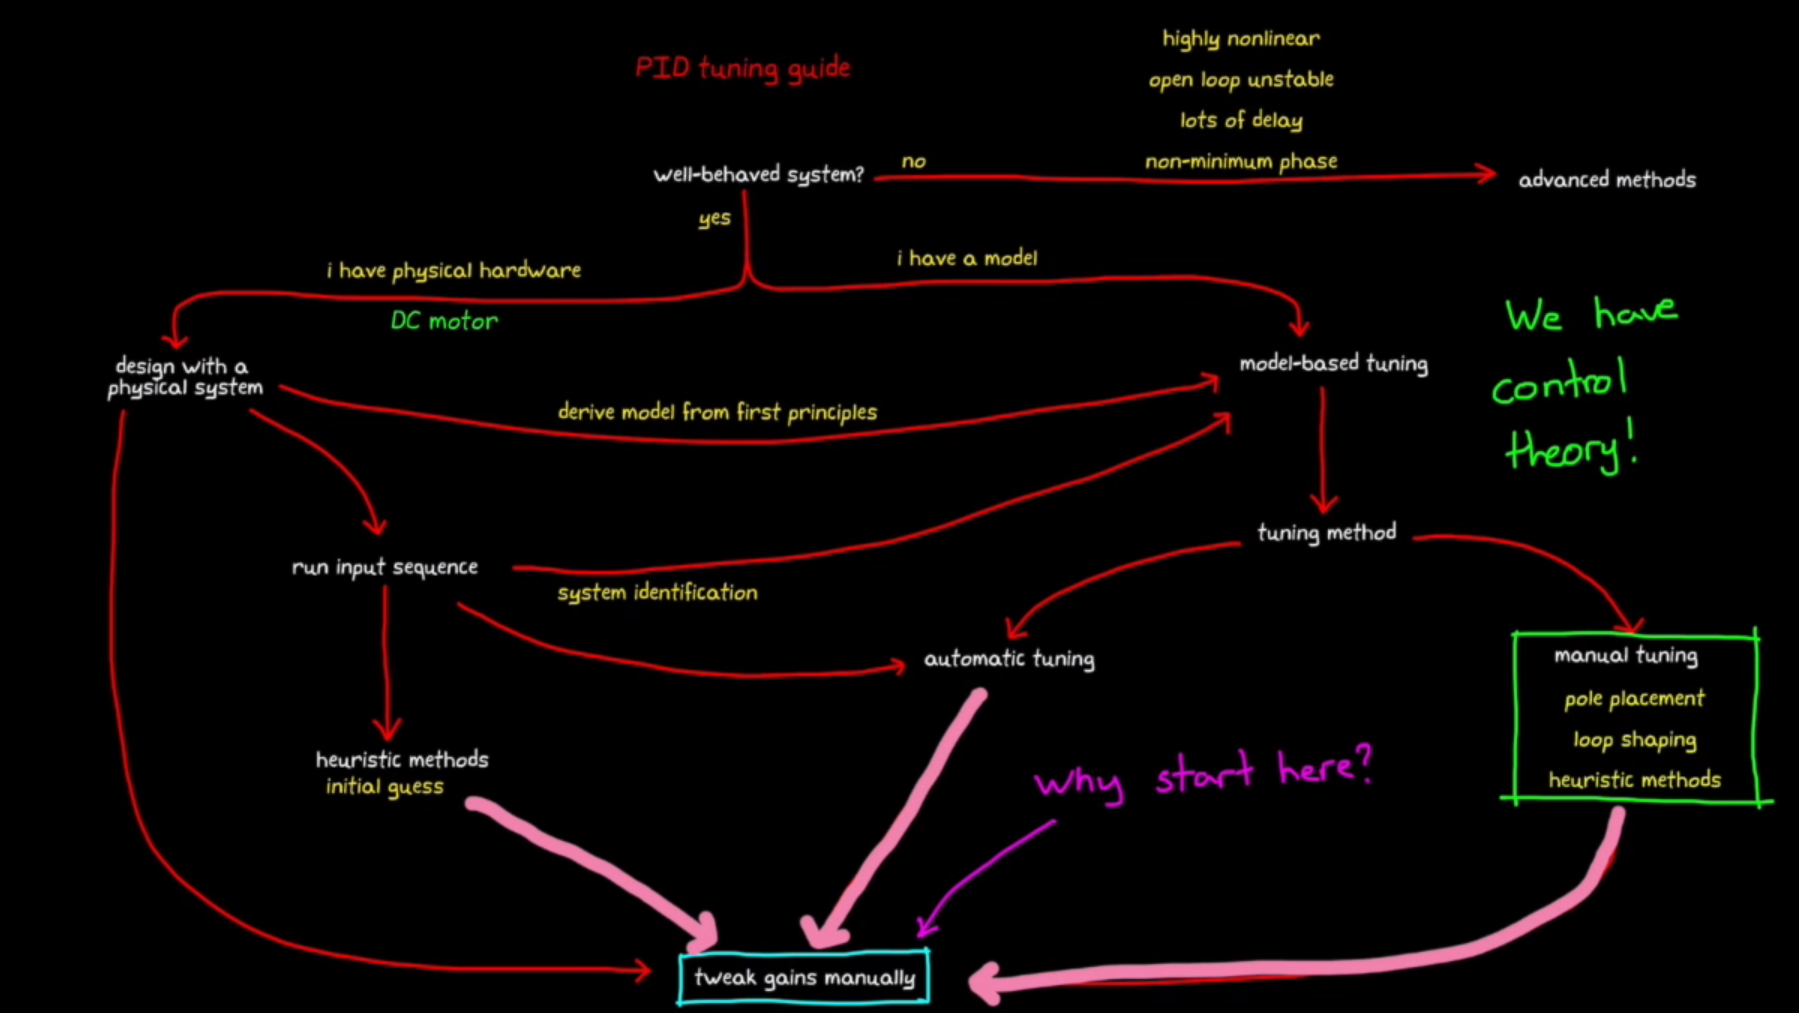 highly nonlinear
PID tuning guide
open loop unstable
lots of delay
well-behaved system?
no
non-minimum phase
advanced methods
yes
i have physical hardware
i have a model
DC motor
We have
control
theory!
design with a
physical system
model-based tuning
derive model from first principles
tuning method
run input sequence
system identification
automatic tuning
manual tuning
pole placement
loop shaping
heuristic methods
heuristic methods
initial guess
Why start here?
tweak gains manually